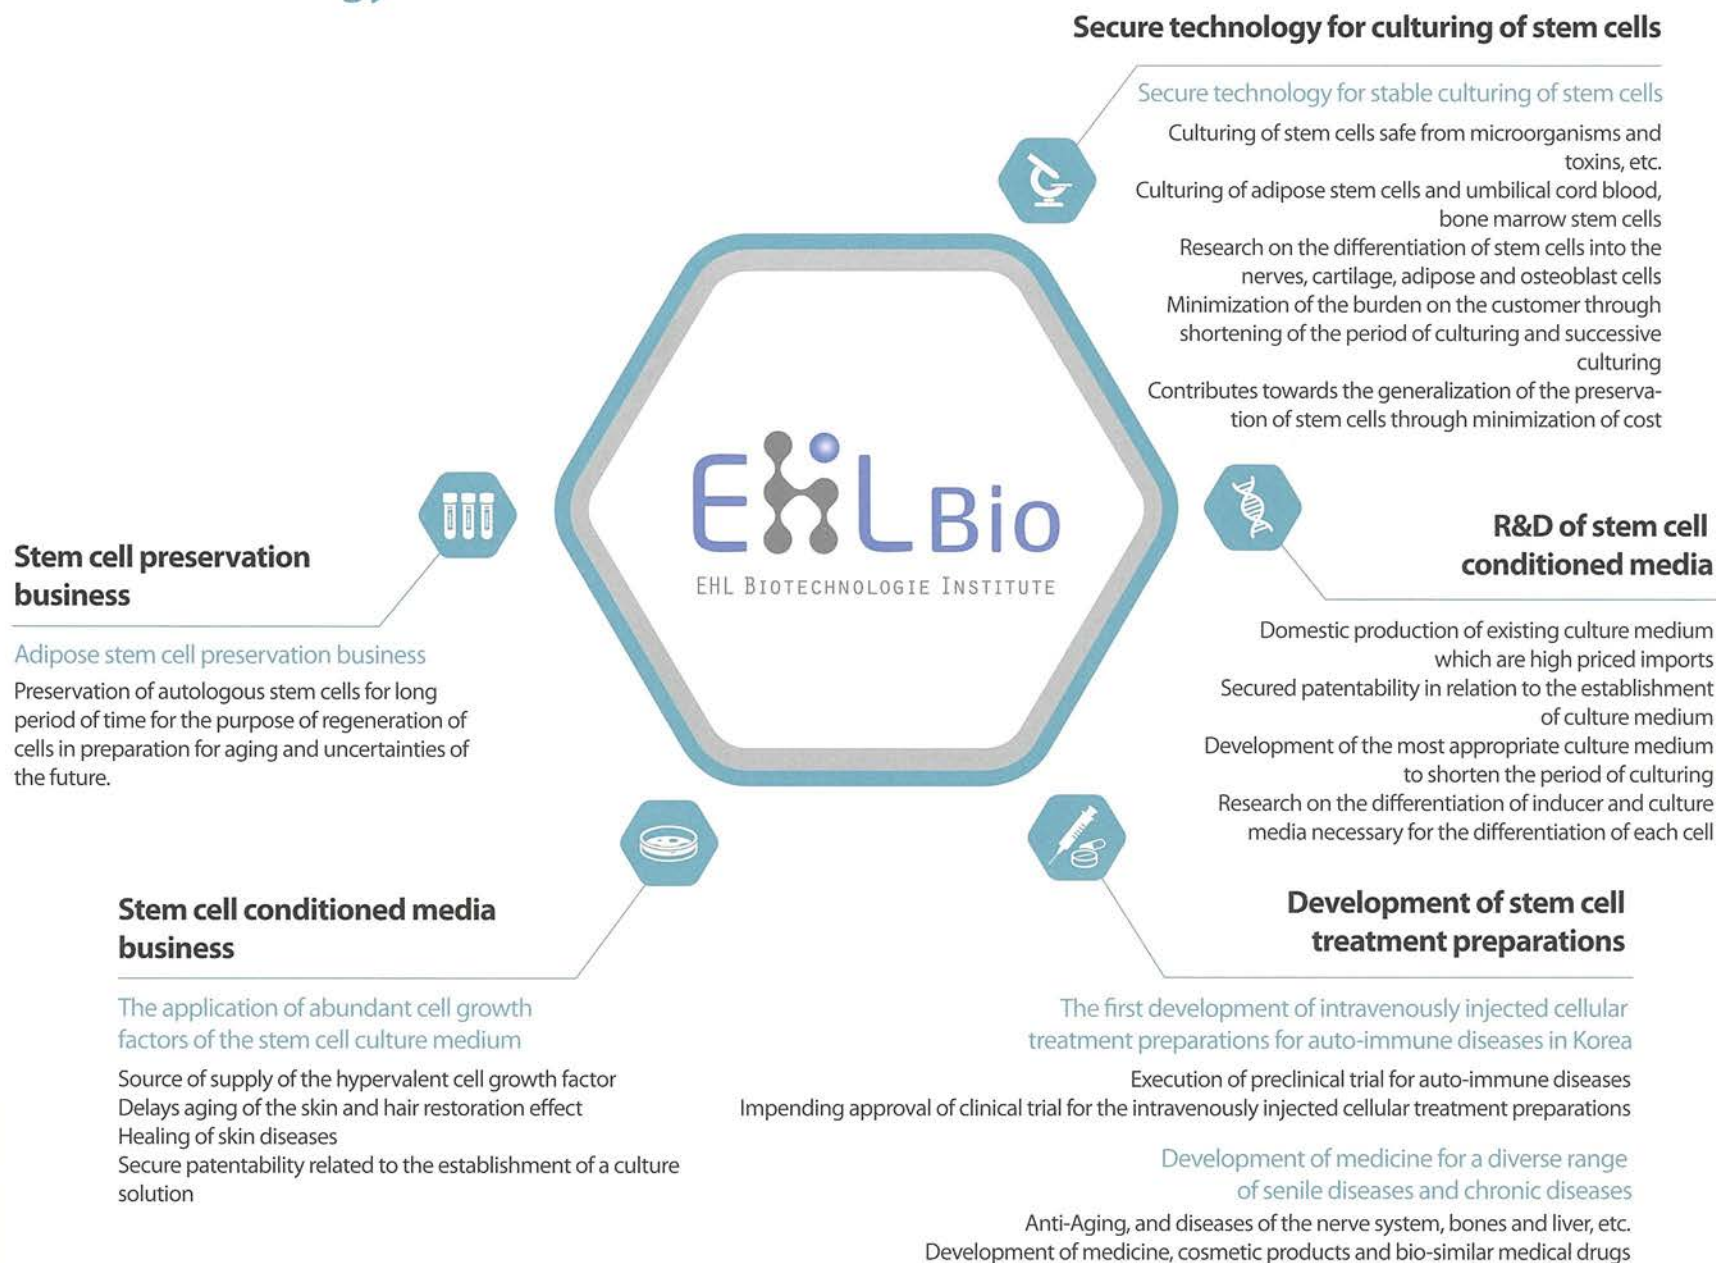 Secure technology for culturing of stem cells
Secure technology for stable culturing of stem cells
Culturing of stem cells safe from microorganisms and
toxins, etc.
Culturing of adipose stem cells and umbilical cord blood,
bone marrow stem cells
Research on the differentiation of stem cells into the
nerves, cartilage, adipose and osteoblast cells
Minimization of the burden on the customer through
shortening of the period of culturing and successive
culturing
Contributes towards the generalization of the preserva-
tion of stem cells through minimization of cost
EHL Bio
EHL BIOTECHNOLOGIE INSTITUTE
Stem cell preservation
business
Adipose stem cell preservation business
Preservation of autologous stem cells for long
period of time for the purpose of regeneration of
cells in preparation for aging and uncertainties of
the future.
R&D of stem cell
conditioned media
Domestic production of existing culture medium
which are high priced imports
Secured patentability in relation to the establishment
of culture medium
Development of the most appropriate culture medium
to shorten the period of culturing
Research on the differentiation of inducer and culture
media necessary for the differentiation of each cell
Stem cell conditioned media
business
The application of abundant cell growth
factors of the stem cell culture medium
Source of supply of the hypervalent cell growth factor
Delays aging of the skin and hair restoration effect
Healing of skin diseases
Secure patentability related to the establishment of a culture
solution
Development of stem cell
treatment preparations
The first development of intravenously injected cellular
treatment preparations for auto-immune diseases in Korea
Execution of preclinical trial for auto-immune diseases
Impending approval of clinical trial for the intravenously injected cellular treatment preparations
Development of medicine for a diverse range
of senile diseases and chronic diseases
Anti-Aging, and diseases of the nerve system, bones and liver, etc.
Development of medicine, cosmetic products and bio-similar medical drugs